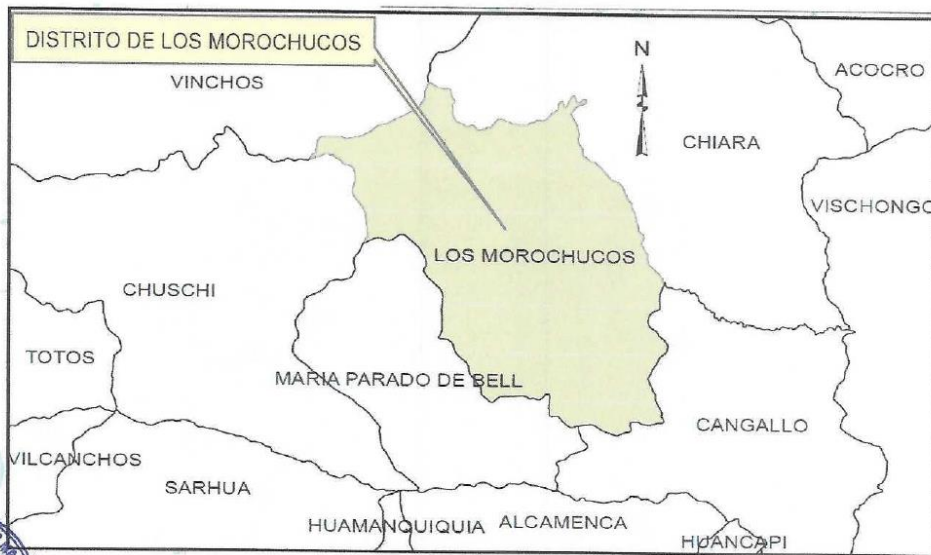 DISTRITO DE LOS MOROCHUCOS
N
ACOCRO
VINCHOS
CHIARA
VISCHONGO
LOS MOROCHUCOS
CHUSCHI
TOTOS
MARIA PARADO DE BELL
CANGALLO
VILCANCHOS
SARHUA
HUAMANQUIQUIA
ALCAMENCA
HUANCAPI